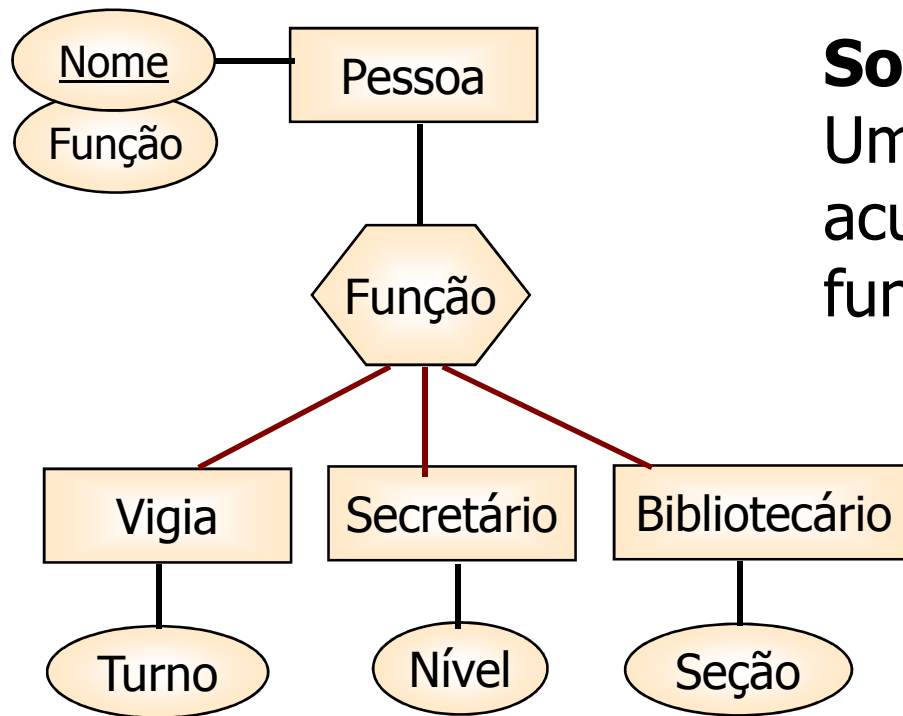 Nome
Pessoa
Função
Função
Vigia
Secretário
Bibliotecário
Turno
Nível
Seção